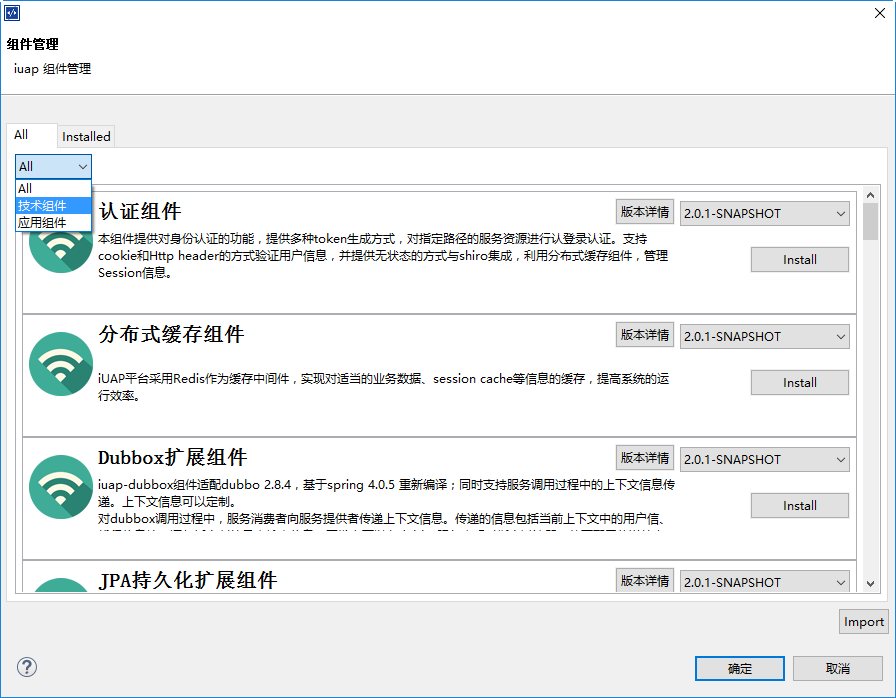 组件管理
iuap 组件管理
All
Installed
All
All
技术组件
应用组件
认证组件
版本详情
2.0.1-SNAPSHOT
本组件提供对身份认证的功能，提供多种token生成方式，对指定路径的服务资源进行认登录认证。支持
cookie和Http header的方式验证用户信息，并提供无状态的方式与shiro集成，利用分布式缓存组件，管理
Session信息。
Install
分布式缓存组件
版本详情
2.0.1-SNAPSHOT
iUAP平台采用Redis作为缓存中间件，实现对适当的业务数据、session cache等信息的缓存，提高系统的运
行效率。
Install
Dubbox扩展组件
版本详情
2.0.1-SNAPSHOT
iuap-dubbox组件适配dubbo 2.8.4，基于spring 4.0.5 重新编译；同时支持服务调用过程中的上下文信息传
递。上下文信息可以定制。
对dubbox调用过程中，服务消费者向服务提供者传递上下文信息。传递的信息包括当前上下文中的用户信、
Install
JPA持久化扩展组件
版本详情
2.0.1-SNAPSHOT
Import
?
确定
取消